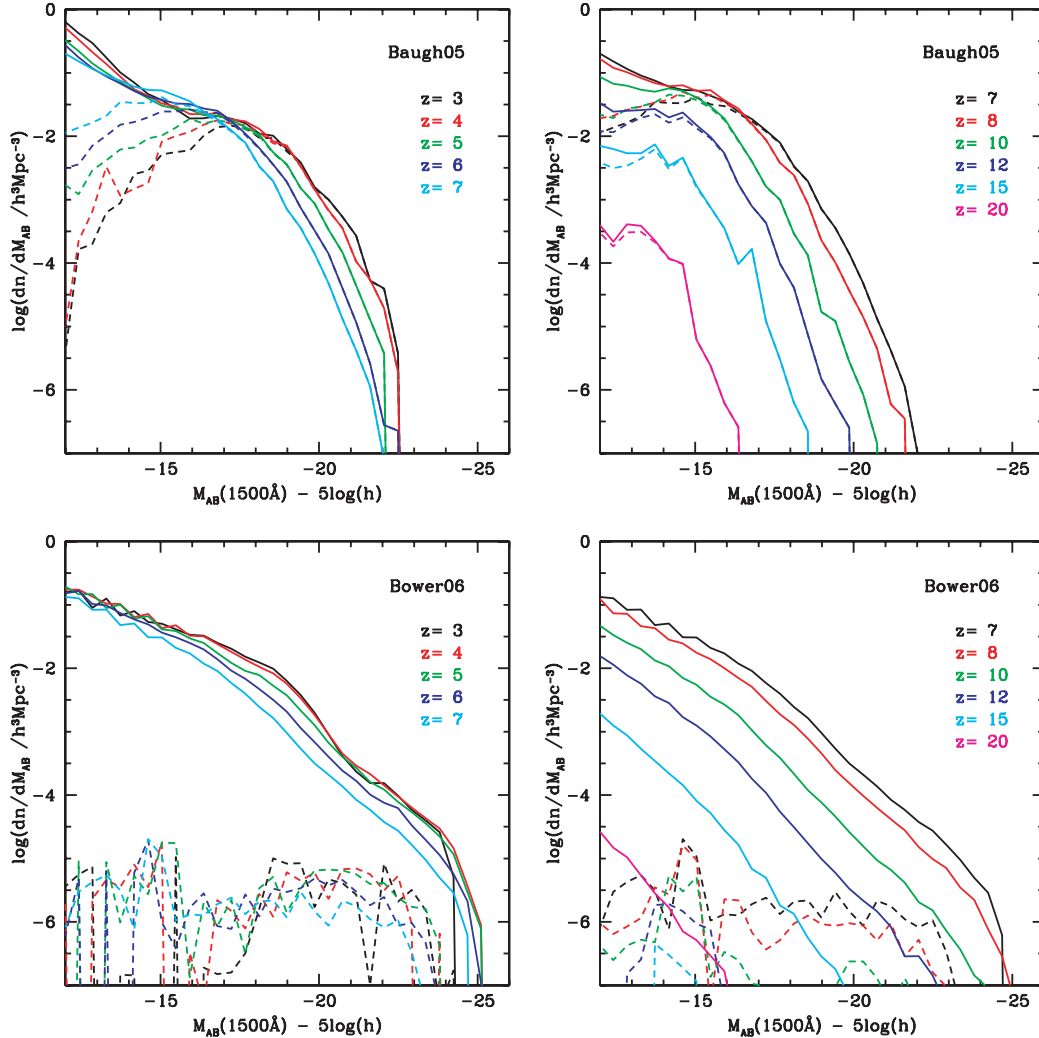 Baugh05
z= 3
z= 4
z= 5
z= 6
z= 7
0
-2
-4
-6
log(dn/dM_AB /h³Mpc⁻³)
-15
-20
-25
M_AB(1500Å) - 5log(h)
Baugh05
z= 7
z= 8
z= 10
z= 12
z= 15
z= 20
0
-2
-4
-6
log(dn/dM_AB /h³Mpc⁻³)
-15
-20
-25
M_AB(1500Å) - 5log(h)
Bower06
z= 3
z= 4
z= 5
z= 6
z= 7
0
-2
-4
-6
log(dn/dM_AB /h³Mpc⁻³)
-15
-20
-25
M_AB(1500Å) - 5log(h)
Bower06
z= 7
z= 8
z= 10
z= 12
z= 15
z= 20
0
-2
-4
-6
log(dn/dM_AB /h³Mpc⁻³)
-15
-20
-25
M_AB(1500Å) - 5log(h)